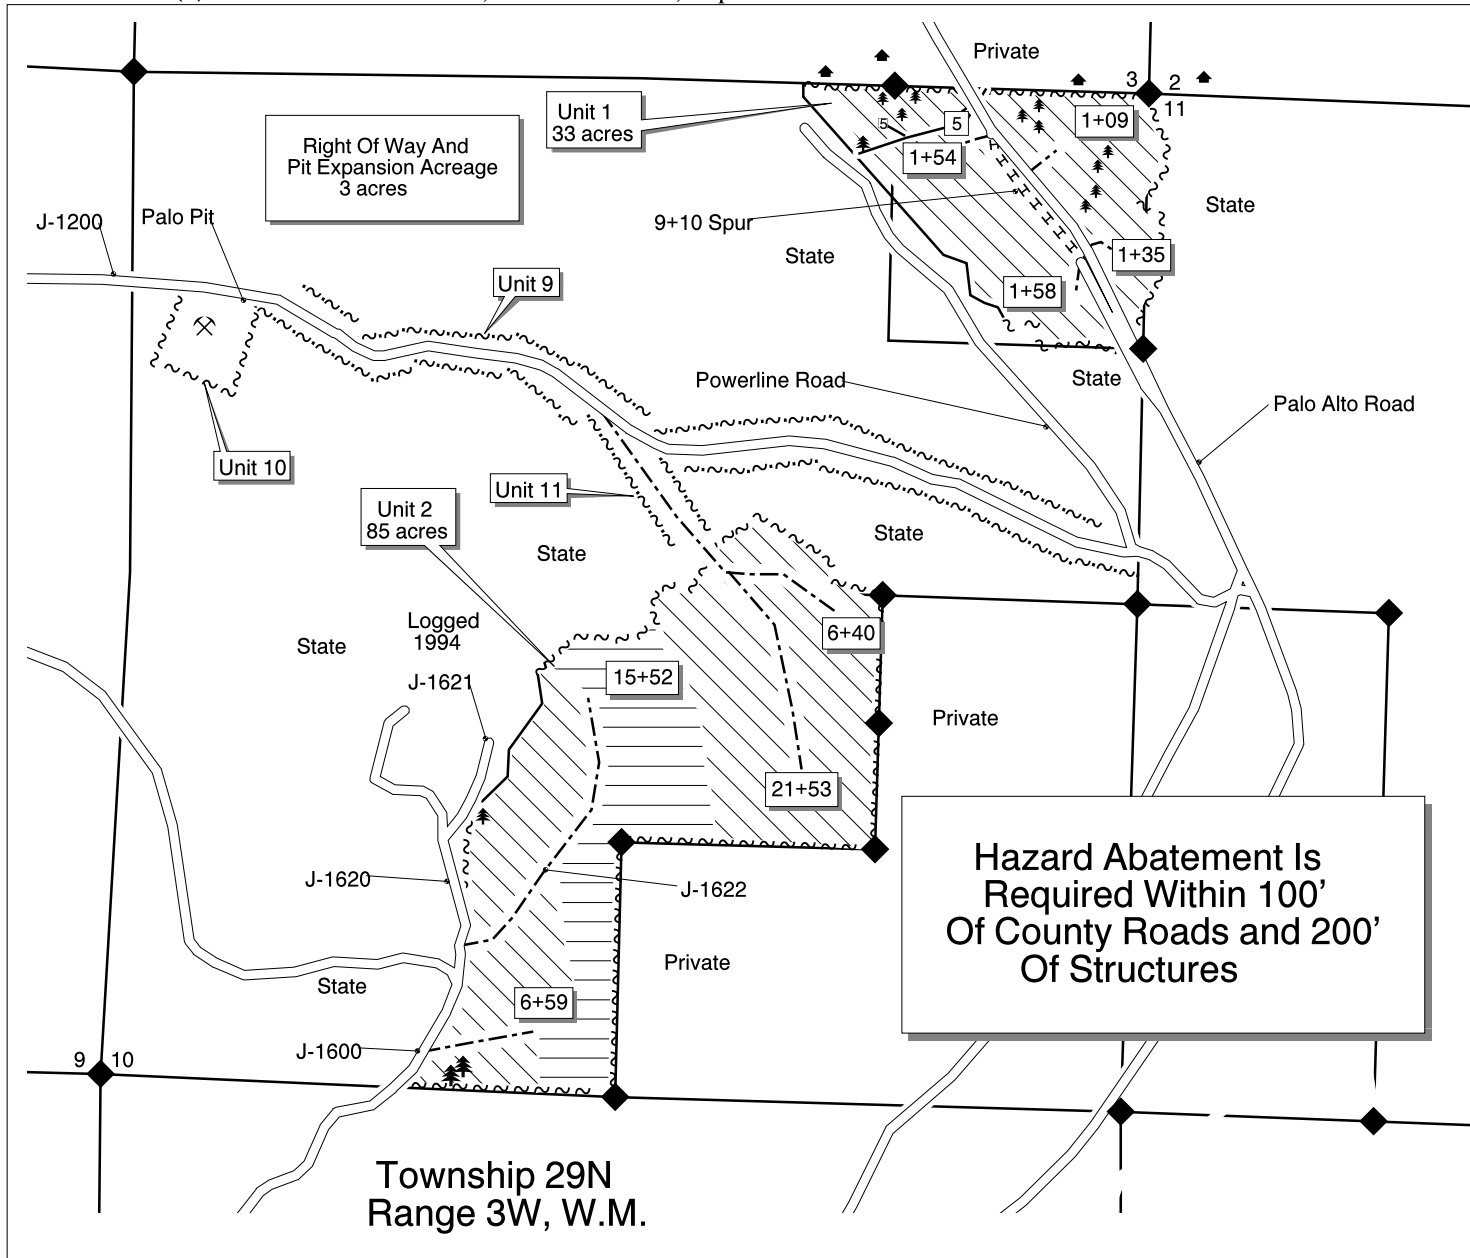 Private
3
2
11
Unit 1
33 acres
1+09
5
5
1+54
Right Of Way And
Pit Expansion Acreage
3 acres
J-1200
Palo Pit
9+10 Spur
State
State
1+35
Unit 9
1+58
Powerline Road
State
Palo Alto Road
Unit 10
Unit 11
Unit 2
85 acres
State
State
Logged
1994
State
6+40
15+52
J-1621
Private
21+53
Hazard Abatement Is
Required Within 100’
Of County Roads and 200’
Of Structures
J-1620
J-1622
Private
State
6+59
J-1600
9
10
Township 29N
Range 3W, W.M.